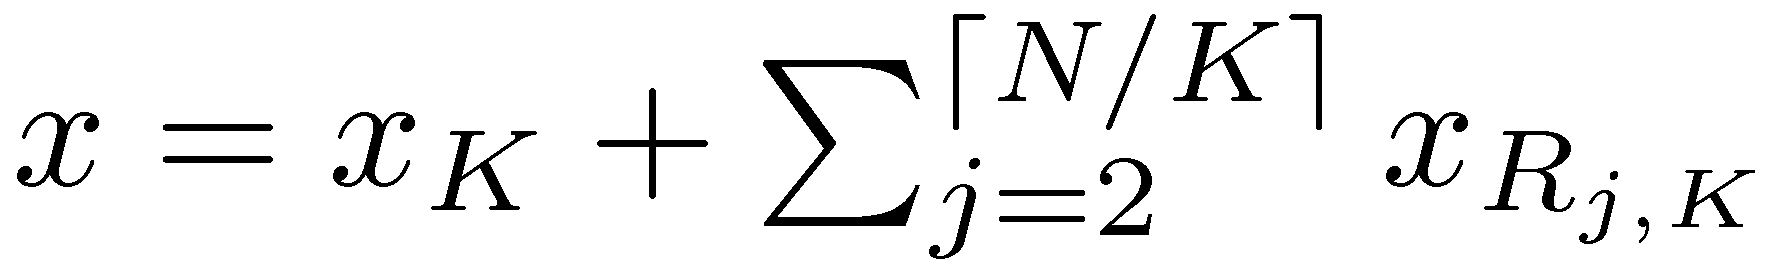 x = x_K + \sum_{j=2}^{\lceil N/K \rceil} x_{R_{j,K}}